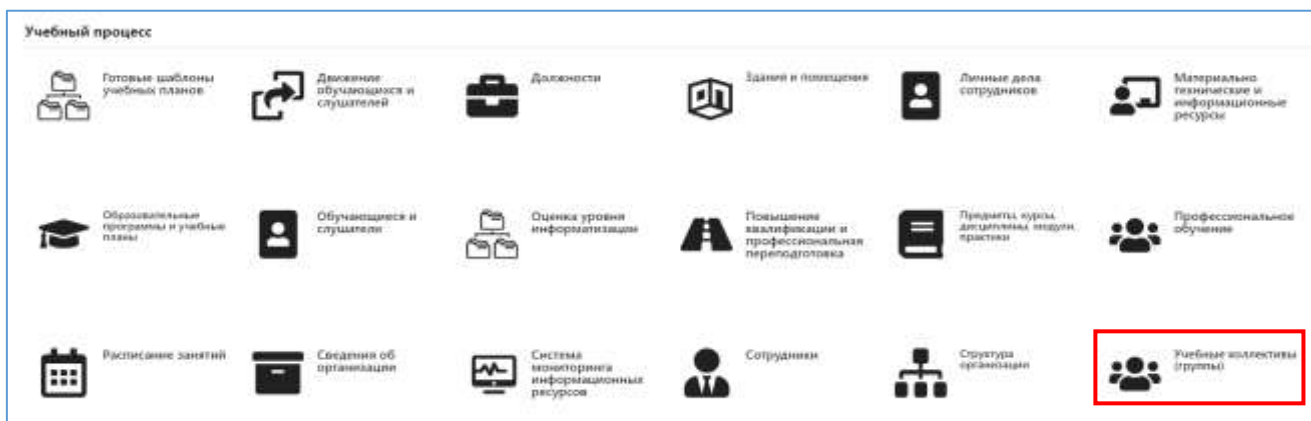 Учебный процесс
Готовые шаблоны
учебных планов
Движение
обучающихся и
слушателей
Должности
Здания и помещения
Личные дела
сотрудников
Материально
технические и
информационные
ресурсы
Образовательные
программы и учебные
планы
Обучающиеся и
слушатели
Оценка уровня
информатизации
Повышение
квалификации и
профессиональная
переподготовка
Предметы, курсы,
дисциплины, модули,
практики
Профессиональное
обучение
Расписание занятий
Сведения об
организации
Система
мониторинга
информационных
ресурсов
Сотрудники
Структура
организации
Учебные коллективы
(группы)